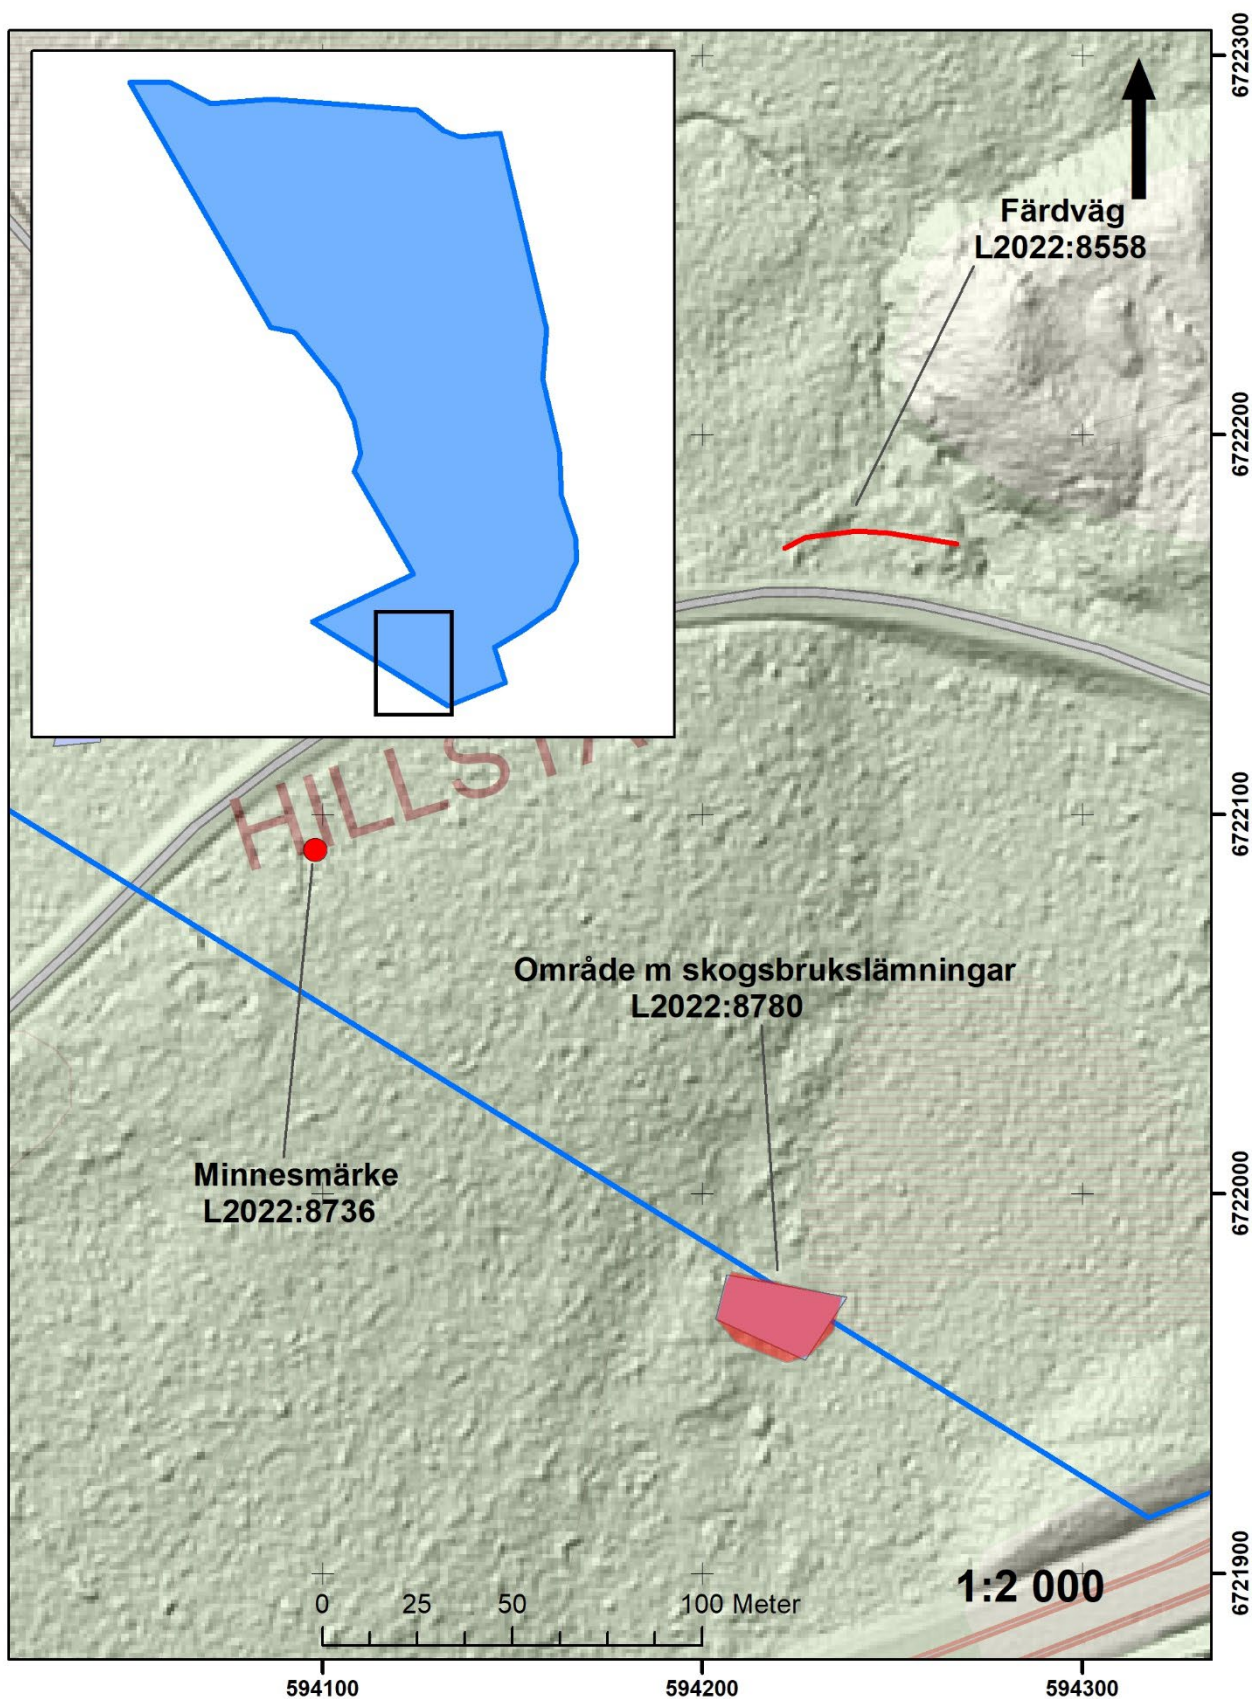 6722300
Färdväg
L2022:8558
6722200
HILLSTA
6722100
Område m skogsbrukslämningar
L2022:8780
Minnesmärke
L2022:8736
6722000
6721900
1:2 000
0 25 50 100 Meter
594100 594200 594300